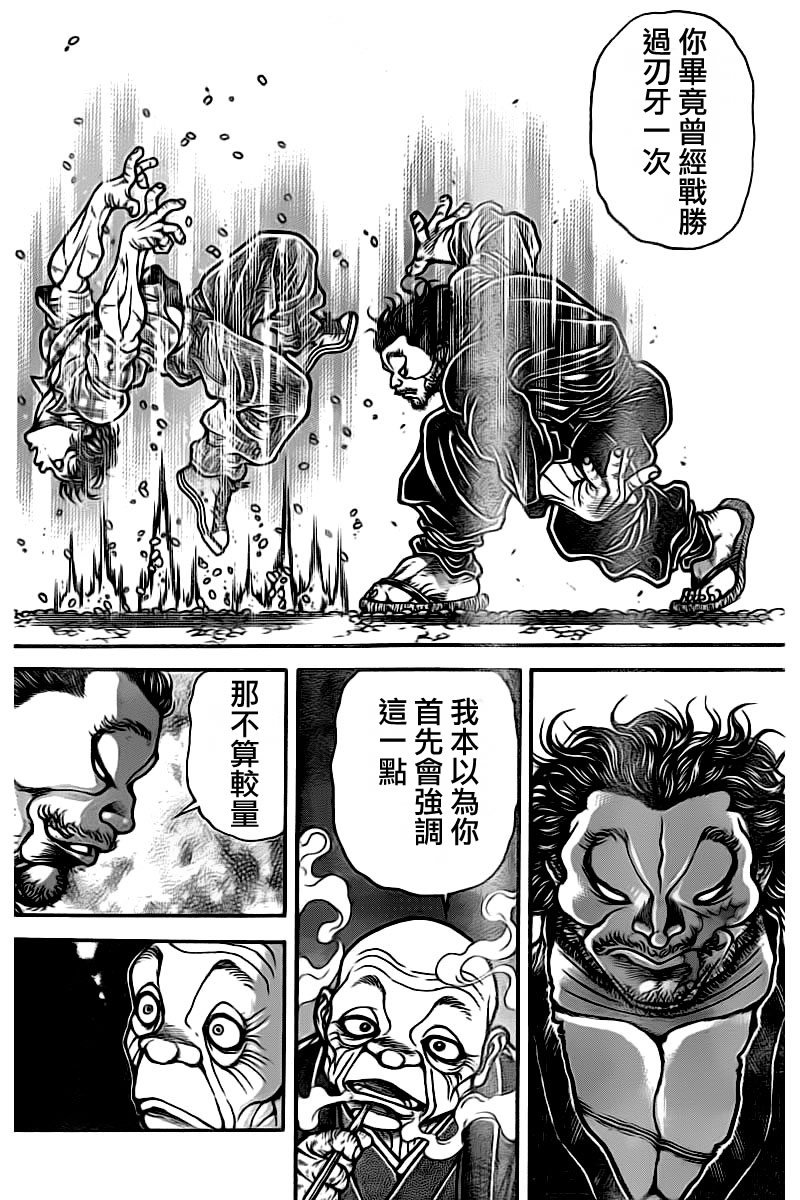 你畢竟曾經戰勝
過刃牙一次
我本以為你
首先會強調
這一點
那不算較量